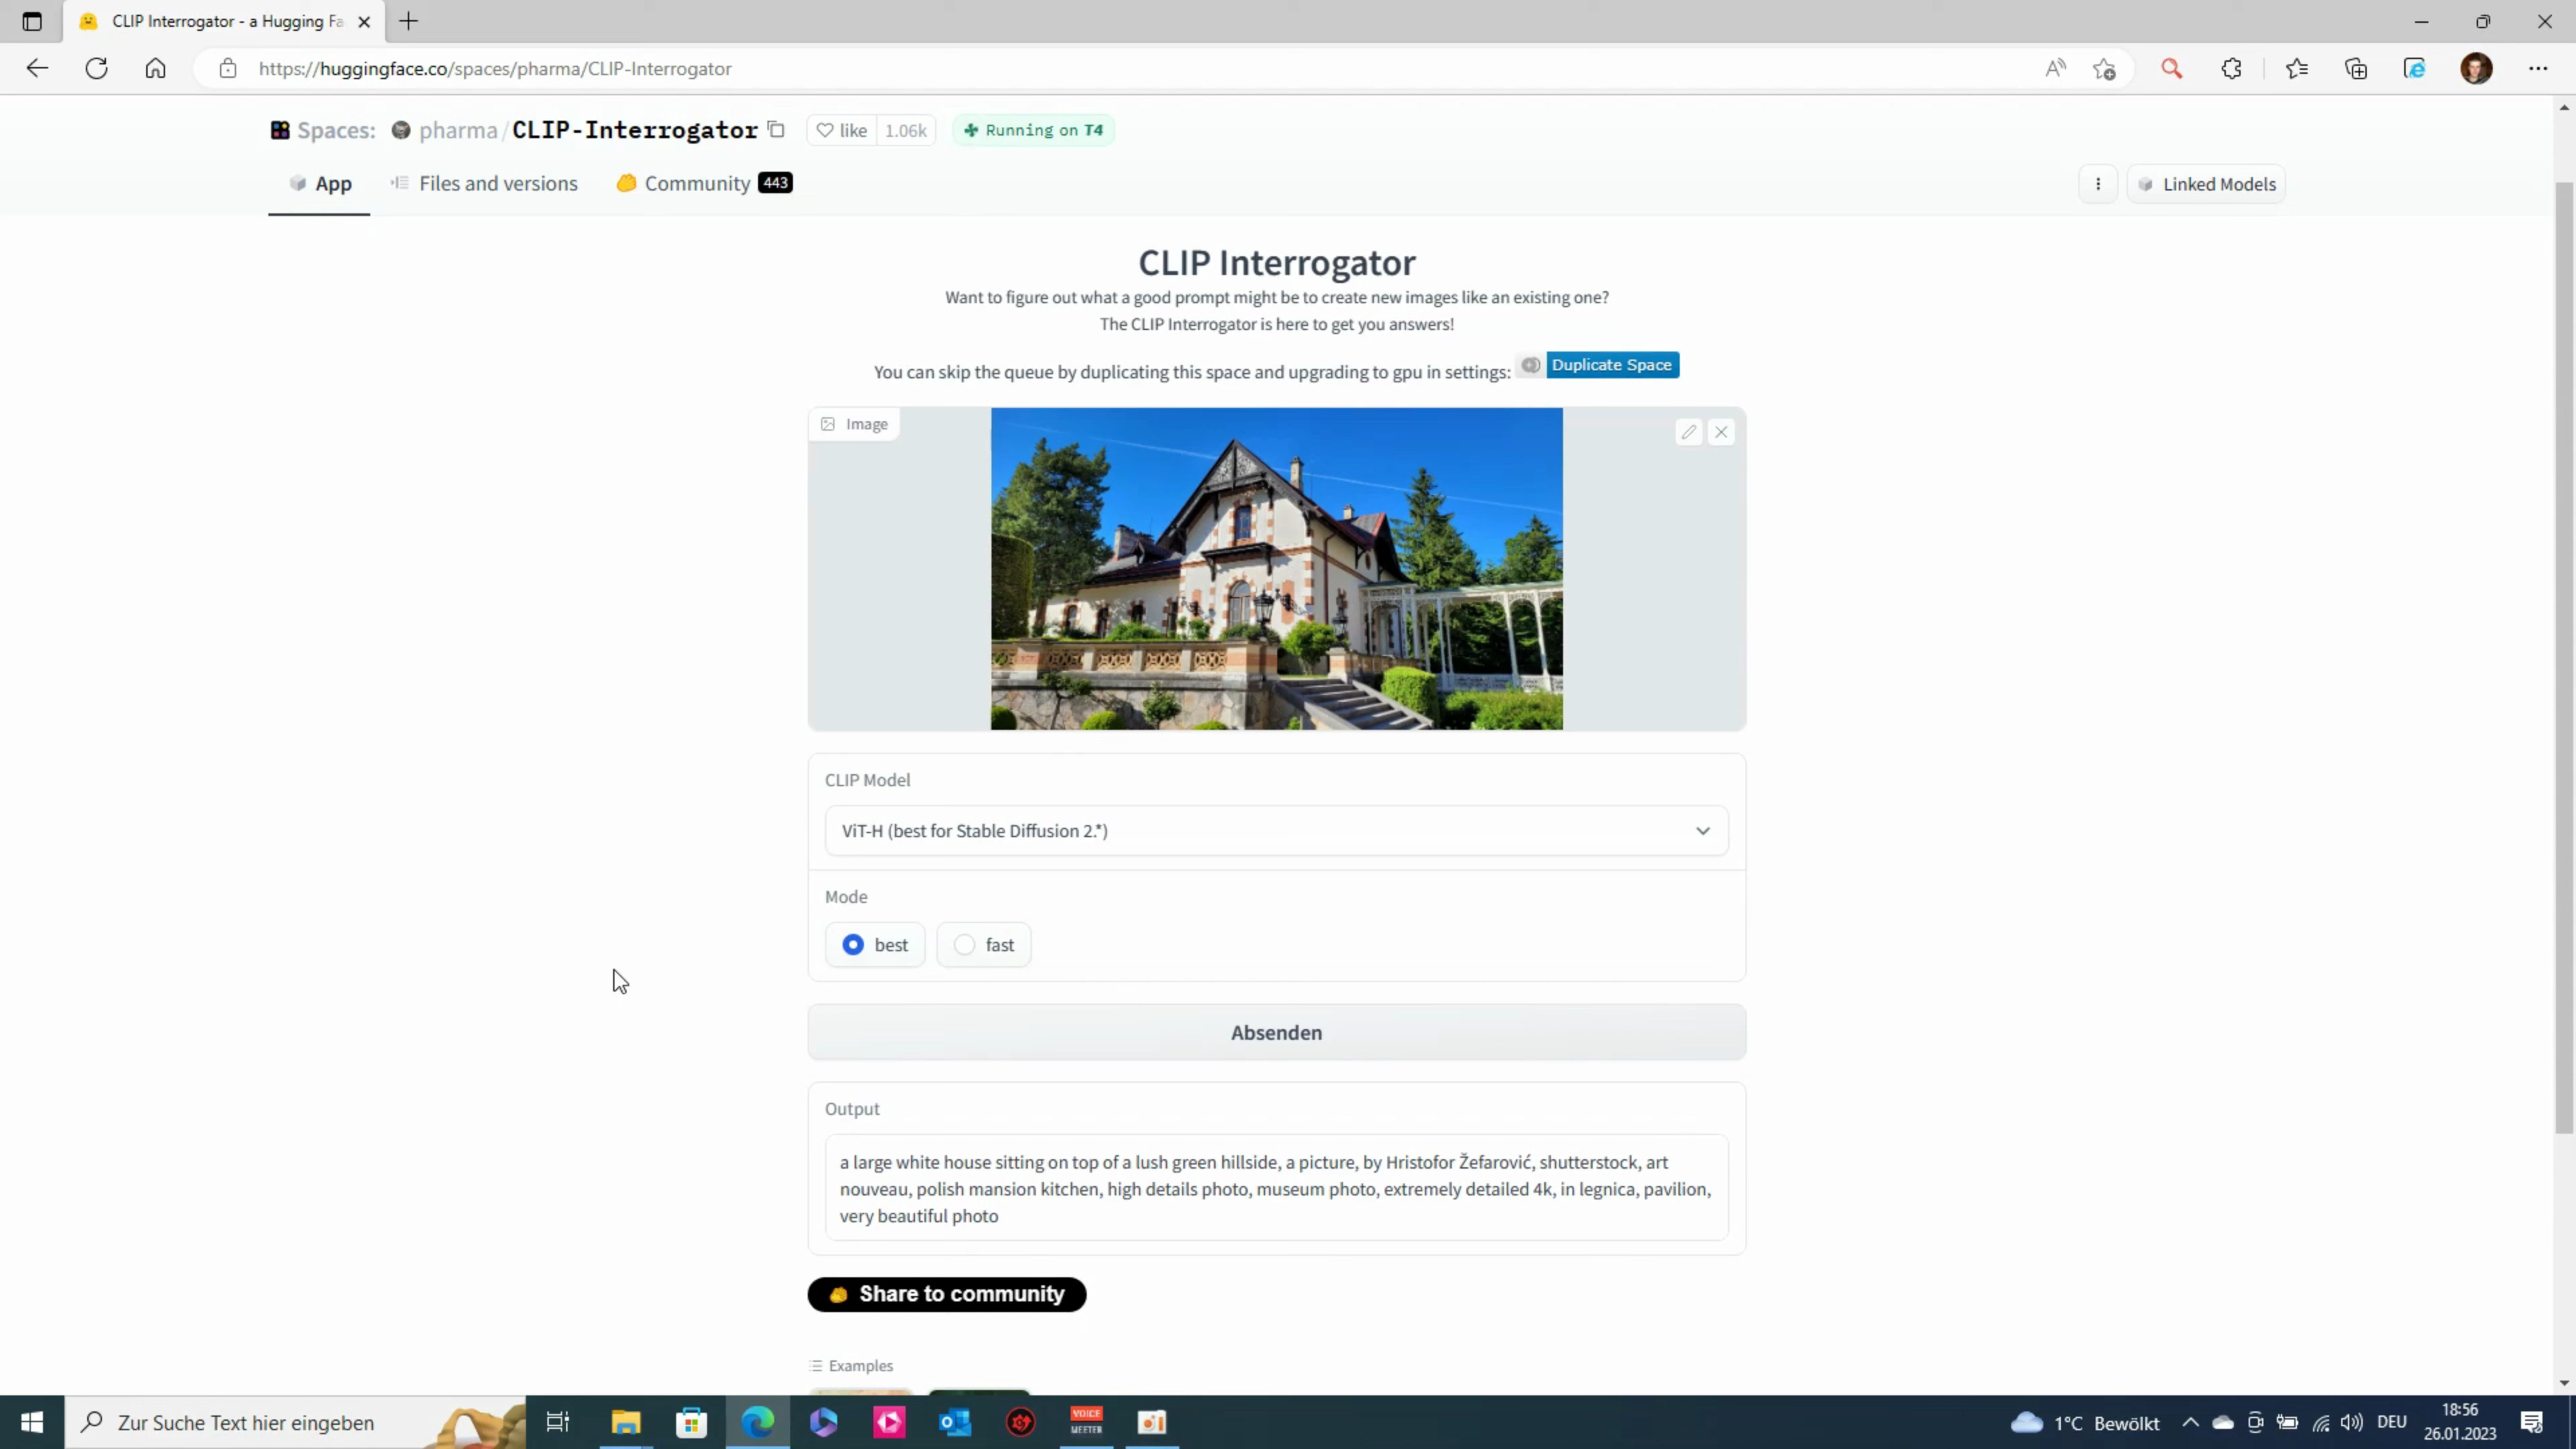 CLIP Interrogator - a Hugging Fa
https://huggingface.co/spaces/pharma/CLIP-Interrogator
Spaces: pharma/CLIP-Interrogator like 1.06k Running on T4
App Files and versions Community 443 Linked Models
CLIP Interrogator
Want to figure out what a good prompt might be to create new images like an existing one?
The CLIP Interrogator is here to get you answers!
You can skip the queue by duplicating this space and upgrading to gpu in settings: Duplicate Space
Image
CLIP Model
ViT-H (best for Stable Diffusion 2.*)
Mode
best fast
Absenden
Output
a large white house sitting on top of a lush green hillside, a picture, by Hristofor Žefarović, shutterstock, art
nouveau, polish mansion kitchen, high details photo, museum photo, extremely detailed 4k, in legnica, pavilion,
very beautiful photo
Share to community
Examples
Zur Suche Text hier eingeben VOICE MEETER 1°C Bewölkt DEU 18:56
26.01.2023